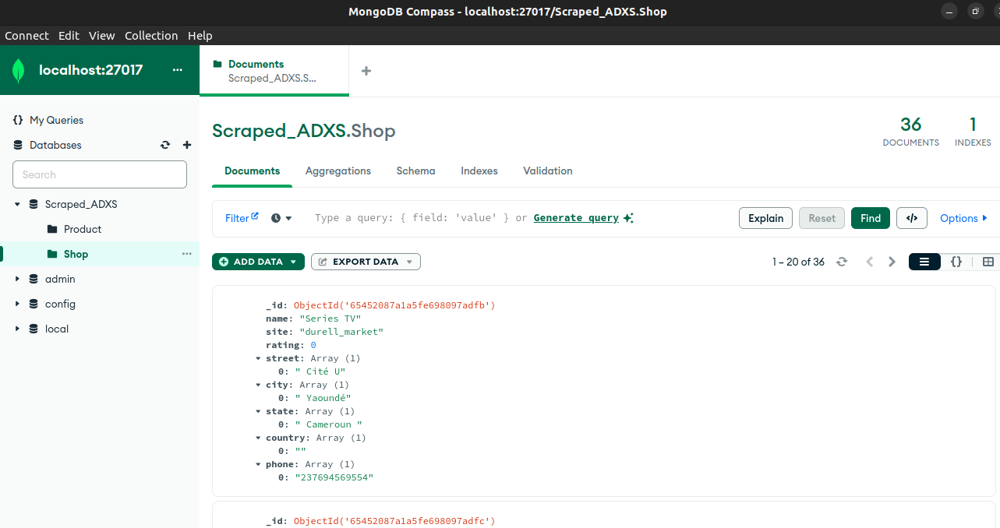 MongoDB Compass - localhost:27017/Scraped_ADXS.Shop
Connect Edit View Collection Help
localhost:27017 ...
Documents
Scraped_ADXS.S...
My Queries
Databases
Search
Scraped_ADXS
Product
Shop ...
admin
config
local
Scraped_ADXS.Shop
36
DOCUMENTS
1
INDEXES
Documents Aggregations Schema Indexes Validation
Filter Type a query: { field: 'value' } or Generate query Explain Reset Find </> Options
ADD DATA EXPORT DATA 1 – 20 of 36 {}
_id: ObjectId('65452087a1a5fe698097adfb')
name: "Series TV"
site: "durell_market"
rating: 0
street: Array (1)
0: " Cité U"
city: Array (1)
0: " Yaoundé"
state: Array (1)
0: " Cameroun "
country: Array (1)
0: ""
phone: Array (1)
0: "237694569554"
_id: ObjectId('65452087a1a5fe698097adfc')